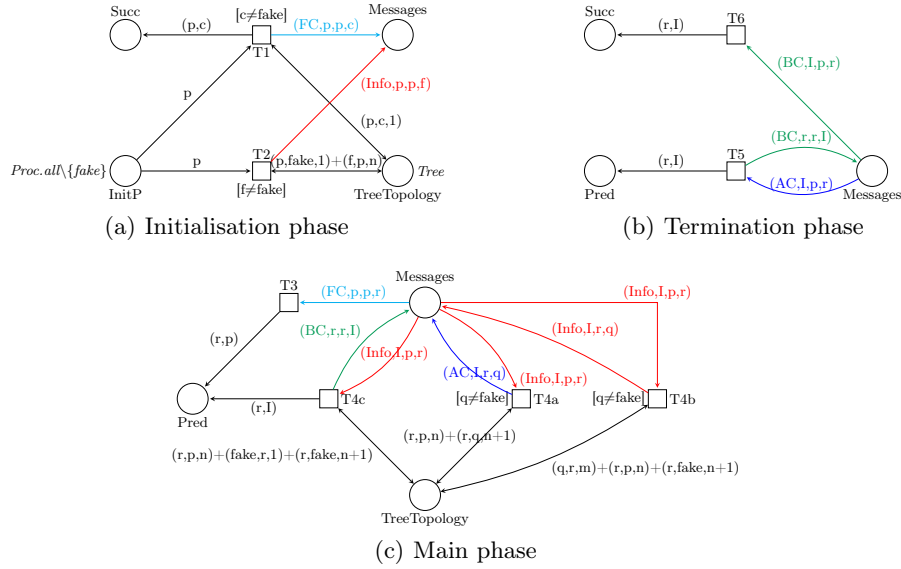 Succ
[c≠fake]
Messages
(p,c)
(FC,p,p,c)
T1
(Info,p,p,f)
p
(p,c,1)
T2
p
(p,fake,1)+(f,p,n)
Proc.all\{fake}
Tree
InitP
[f≠fake]
TreeTopology
(a) Initialisation phase
Succ
T6
(r,I)
(BC,I,p,r)
(BC,r,r,I)
T5
(r,I)
(AC,I,p,r)
Pred
Messages
(b) Termination phase
Messages
T3
(FC,p,p,r)
(Info,I,p,r)
(BC,r,r,I)
(Info,I,r,q)
(r,p)
(Info,I,p,r)
(AC,I,r,q)
(Info,I,p,r)
[q≠fake]
[q≠fake]
T4c
T4a
T4b
(r,I)
Pred
(r,p,n)+(r,q,n+1)
(r,p,n)+(fake,r,1)+(r,fake,n+1)
(q,r,m)+(r,p,n)+(r,fake,n+1)
TreeTopology
(c) Main phase